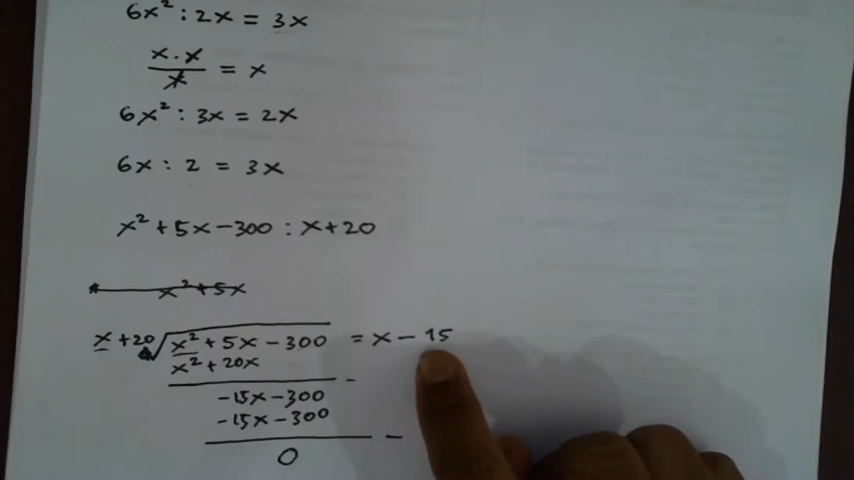 6x² : 2x = 3x
x . x / x = x
6x² : 3x = 2x
6x : 2 = 3x
x² + 5x - 300 : x + 20
x² + 5x
x + 20 √ x² + 5x - 300 = x - 15
x² + 20x
-
-15x - 300
-15x - 300
-
0